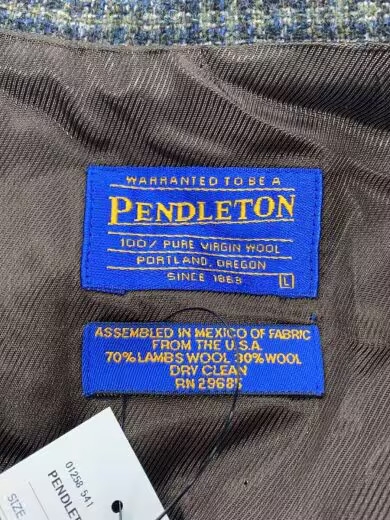 WARRANTED TO BE A
PENDLETON
100% PURE VIRGIN WOOL
PORTLAND, OREGON
SINCE 1863 L
ASSEMBLED IN MEXICO OF FABRIC
FROM THE U.S.A.
70% LAMBS WOOL 30% WOOL
DRY CLEAN
RN 29685
01258 541
PENDLET
SIZE